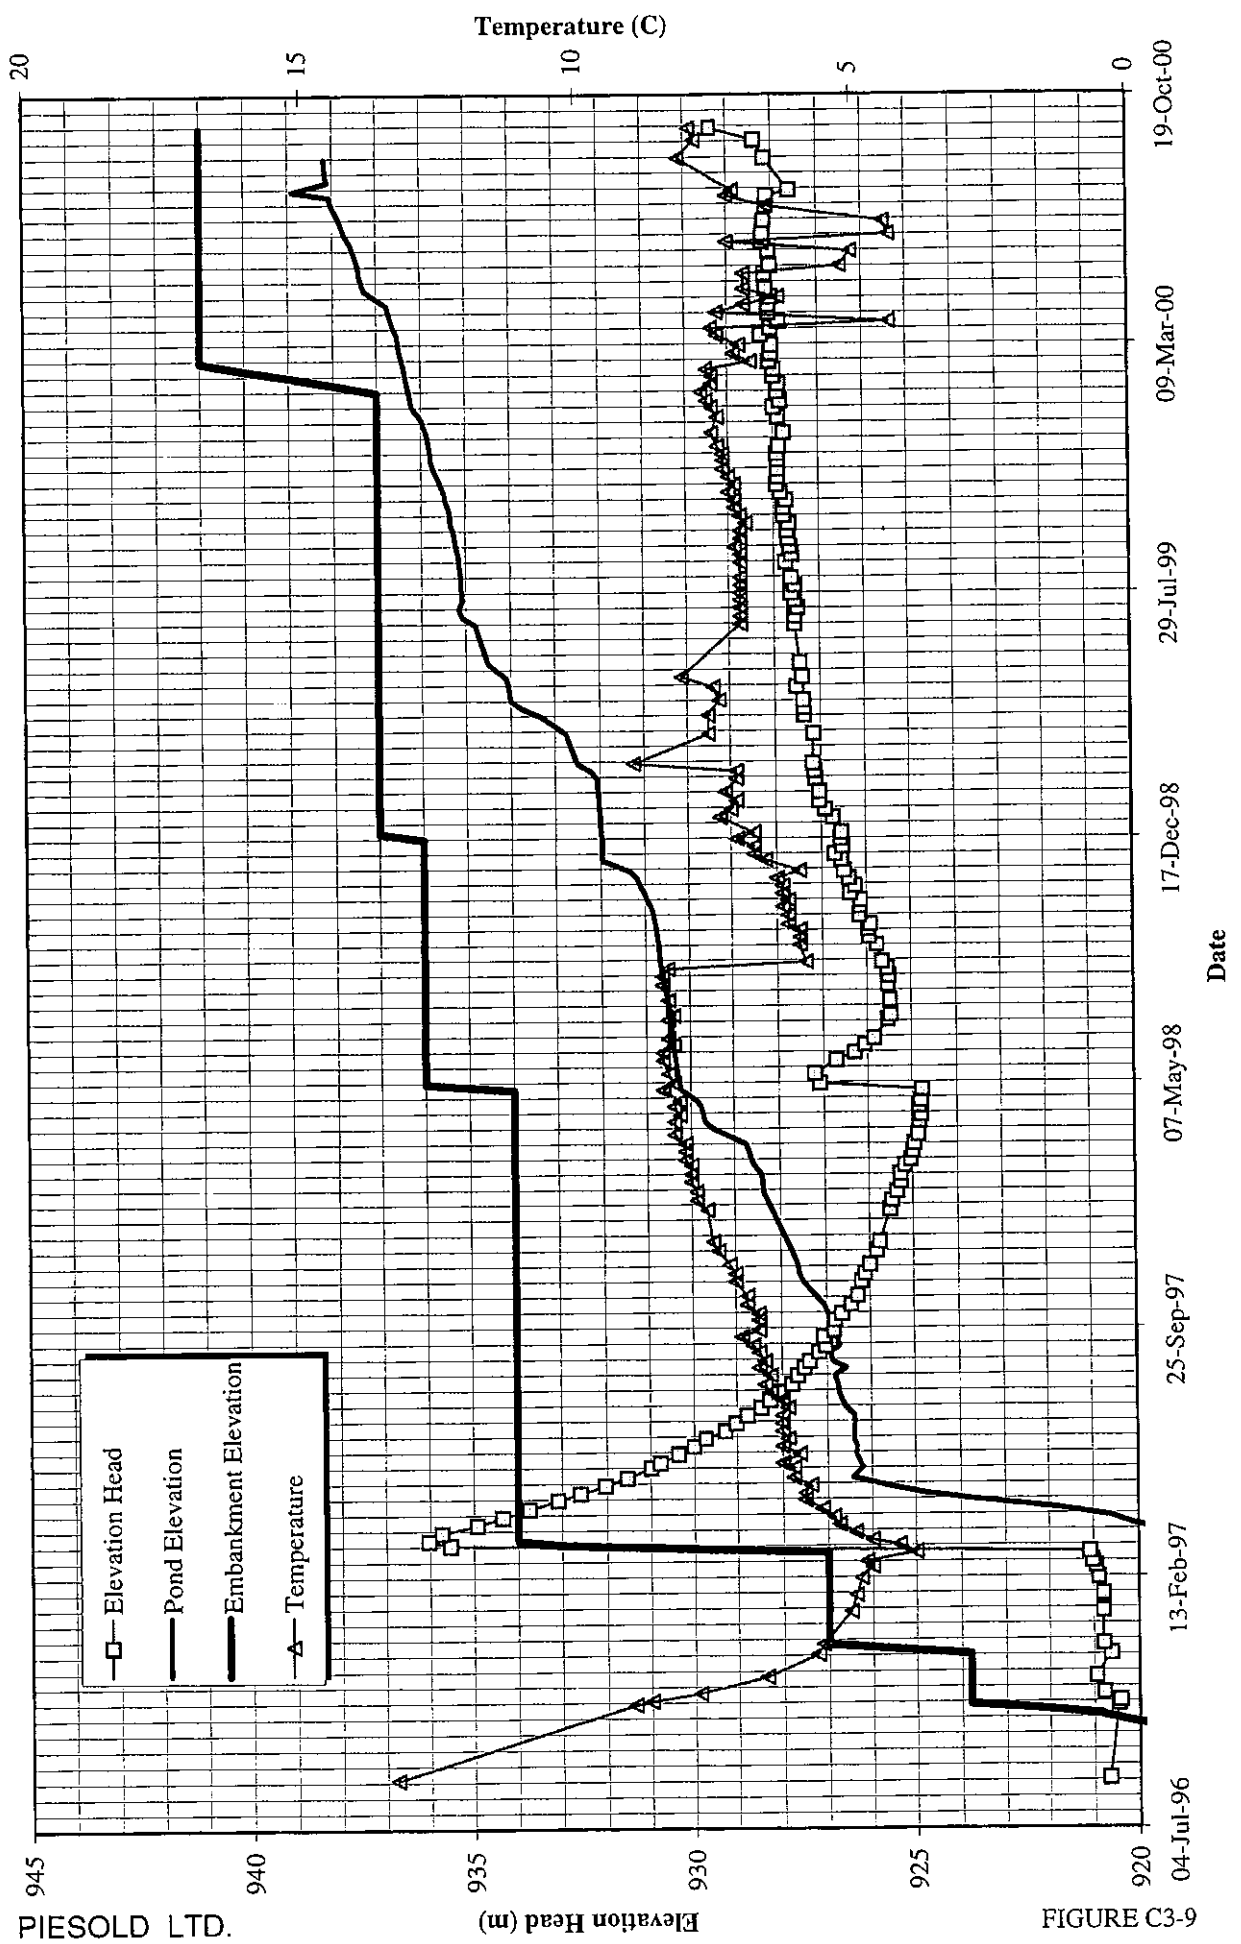 Temperature (C)
20
15
10
5
0
Elevation Head
Pond Elevation
Embankment Elevation
Temperature
19-Oct-00
09-Mar-00
29-Jul-99
17-Dec-98
07-May-98
25-Sep-97
13-Feb-97
04-Jul-96
Date
945
940
935
930
925
920
Elevation Head (m)
PIESOLD LTD.
FIGURE C3-9